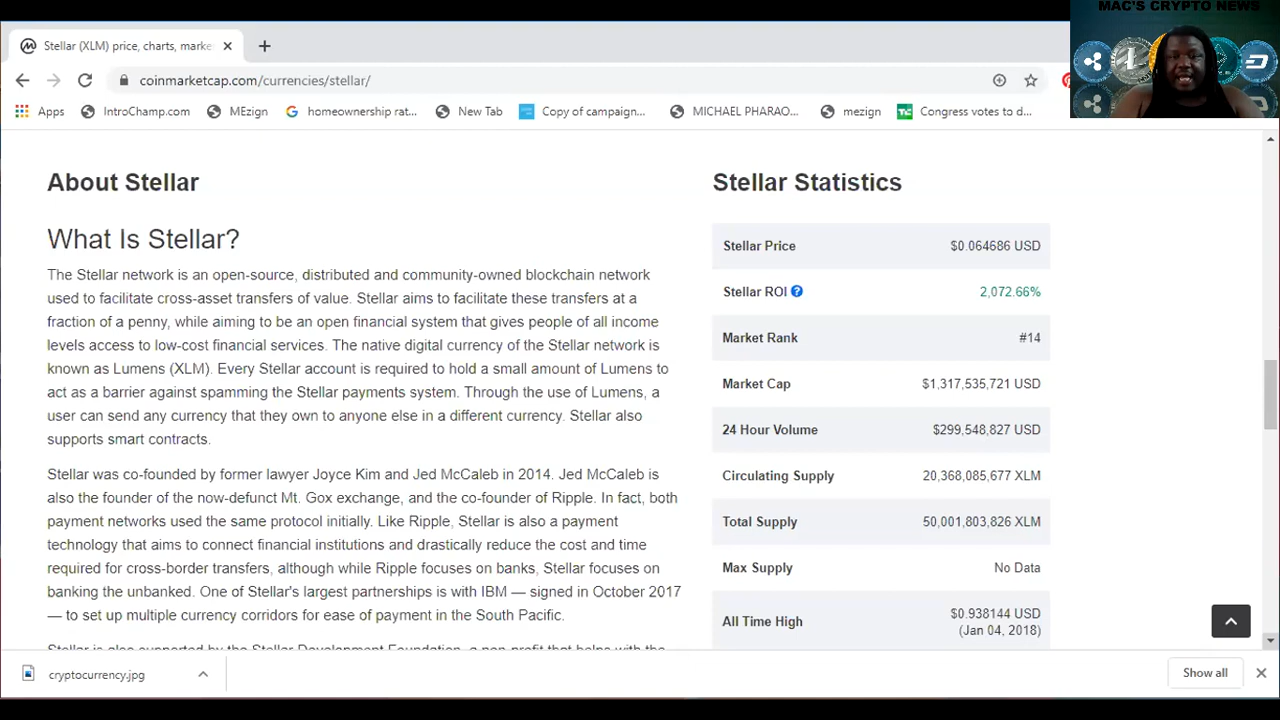 MAC'S CRYPTO NEWS
Stellar (XLM) price, charts, marke
coinmarketcap.com/currencies/stellar/
Apps
IntroChamp.com
MEzign
homeownership rat...
New Tab
Copy of campaign...
MICHAEL PHARAO...
mezign
Congress votes to d...
About Stellar
What Is Stellar?
The Stellar network is an open-source, distributed and community-owned blockchain network
used to facilitate cross-asset transfers of value. Stellar aims to facilitate these transfers at a
fraction of a penny, while aiming to be an open financial system that gives people of all income
levels access to low-cost financial services. The native digital currency of the Stellar network is
known as Lumens (XLM). Every Stellar account is required to hold a small amount of Lumens to
act as a barrier against spamming the Stellar payments system. Through the use of Lumens, a
user can send any currency that they own to anyone else in a different currency. Stellar also
supports smart contracts.
Stellar was co-founded by former lawyer Joyce Kim and Jed McCaleb in 2014. Jed McCaleb is
also the founder of the now-defunct Mt. Gox exchange, and the co-founder of Ripple. In fact, both
payment networks used the same protocol initially. Like Ripple, Stellar is also a payment
technology that aims to connect financial institutions and drastically reduce the cost and time
required for cross-border transfers, although while Ripple focuses on banks, Stellar focuses on
banking the unbanked. One of Stellar's largest partnerships is with IBM — signed in October 2017
— to set up multiple currency corridors for ease of payment in the South Pacific.
Stellar is also supported by the Stellar Development Foundation, a non-profit that helps with the
Stellar Statistics
Stellar Price $0.064686 USD
Stellar ROI ? 2,072.66%
Market Rank #14
Market Cap $1,317,535,721 USD
24 Hour Volume $299,548,827 USD
Circulating Supply 20,368,085,677 XLM
Total Supply 50,001,803,826 XLM
Max Supply No Data
All Time High $0.938144 USD
(Jan 04, 2018)
cryptocurrency.jpg
Show all